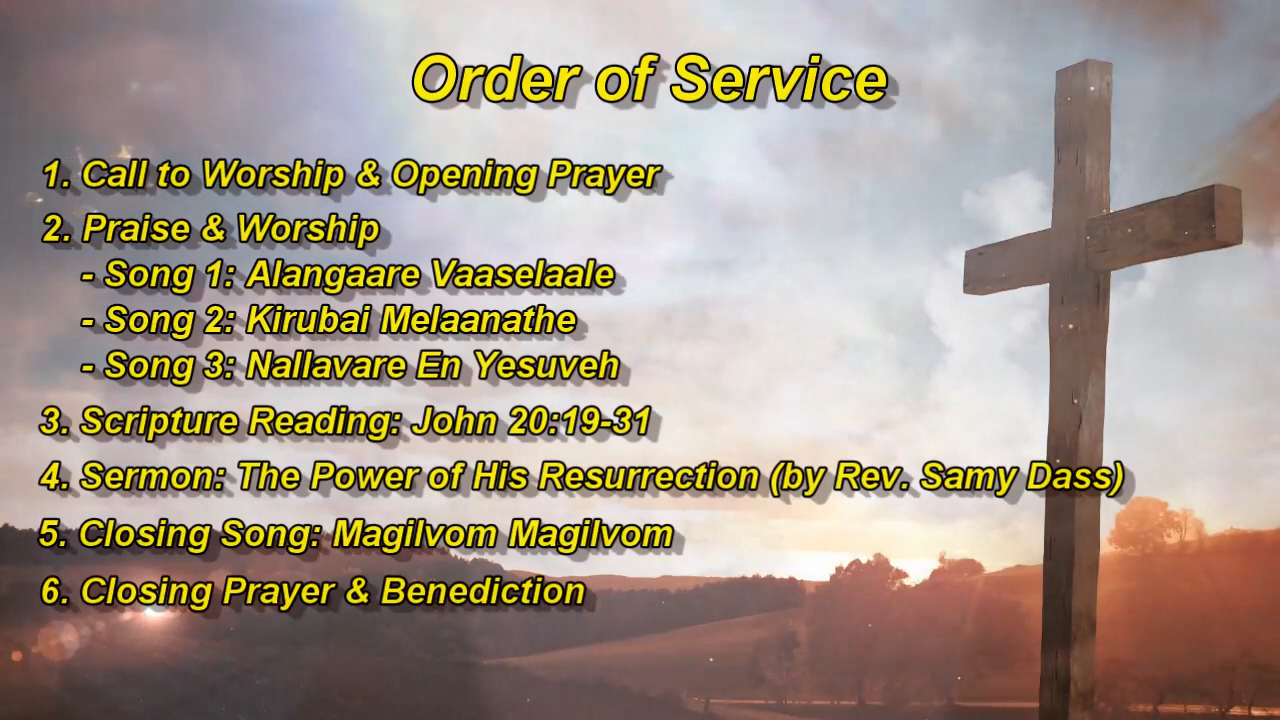 Order of Service
1. Call to Worship & Opening Prayer
2. Praise & Worship
- Song 1: Alangaare Vaaselaale
- Song 2: Kirubai Melaanathe
- Song 3: Nallavare En Yesuveh
3. Scripture Reading: John 20:19-31
4. Sermon: The Power of His Resurrection (by Rev. Samy Dass)
5. Closing Song: Magilvom Magilvom
6. Closing Prayer & Benediction